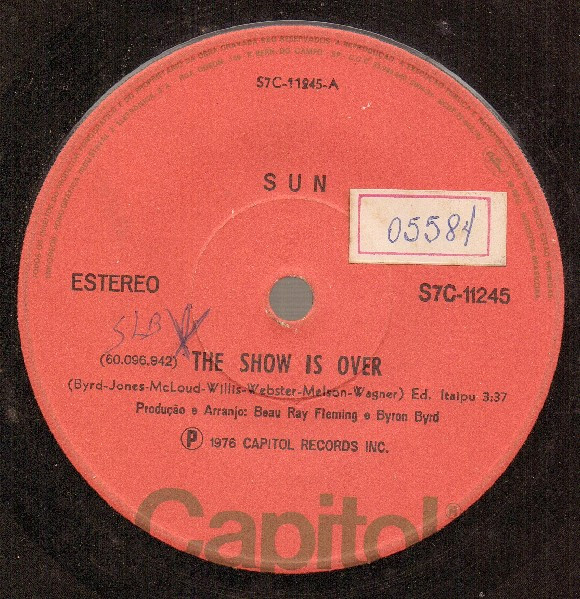 S7C-11245-A
SUN
05584
ESTEREO
S7C-11245
SLB
(60.096.942) THE SHOW IS OVER
(Byrd-Jones-McLoud-Willis-Webster-Melson-Wagner) Ed. Itaipu 3:37
Produção e Arranjo: Beau Ray Fleming e Byron Byrd
Ⓟ 1976 CAPITOL RECORDS INC.
Capitol®